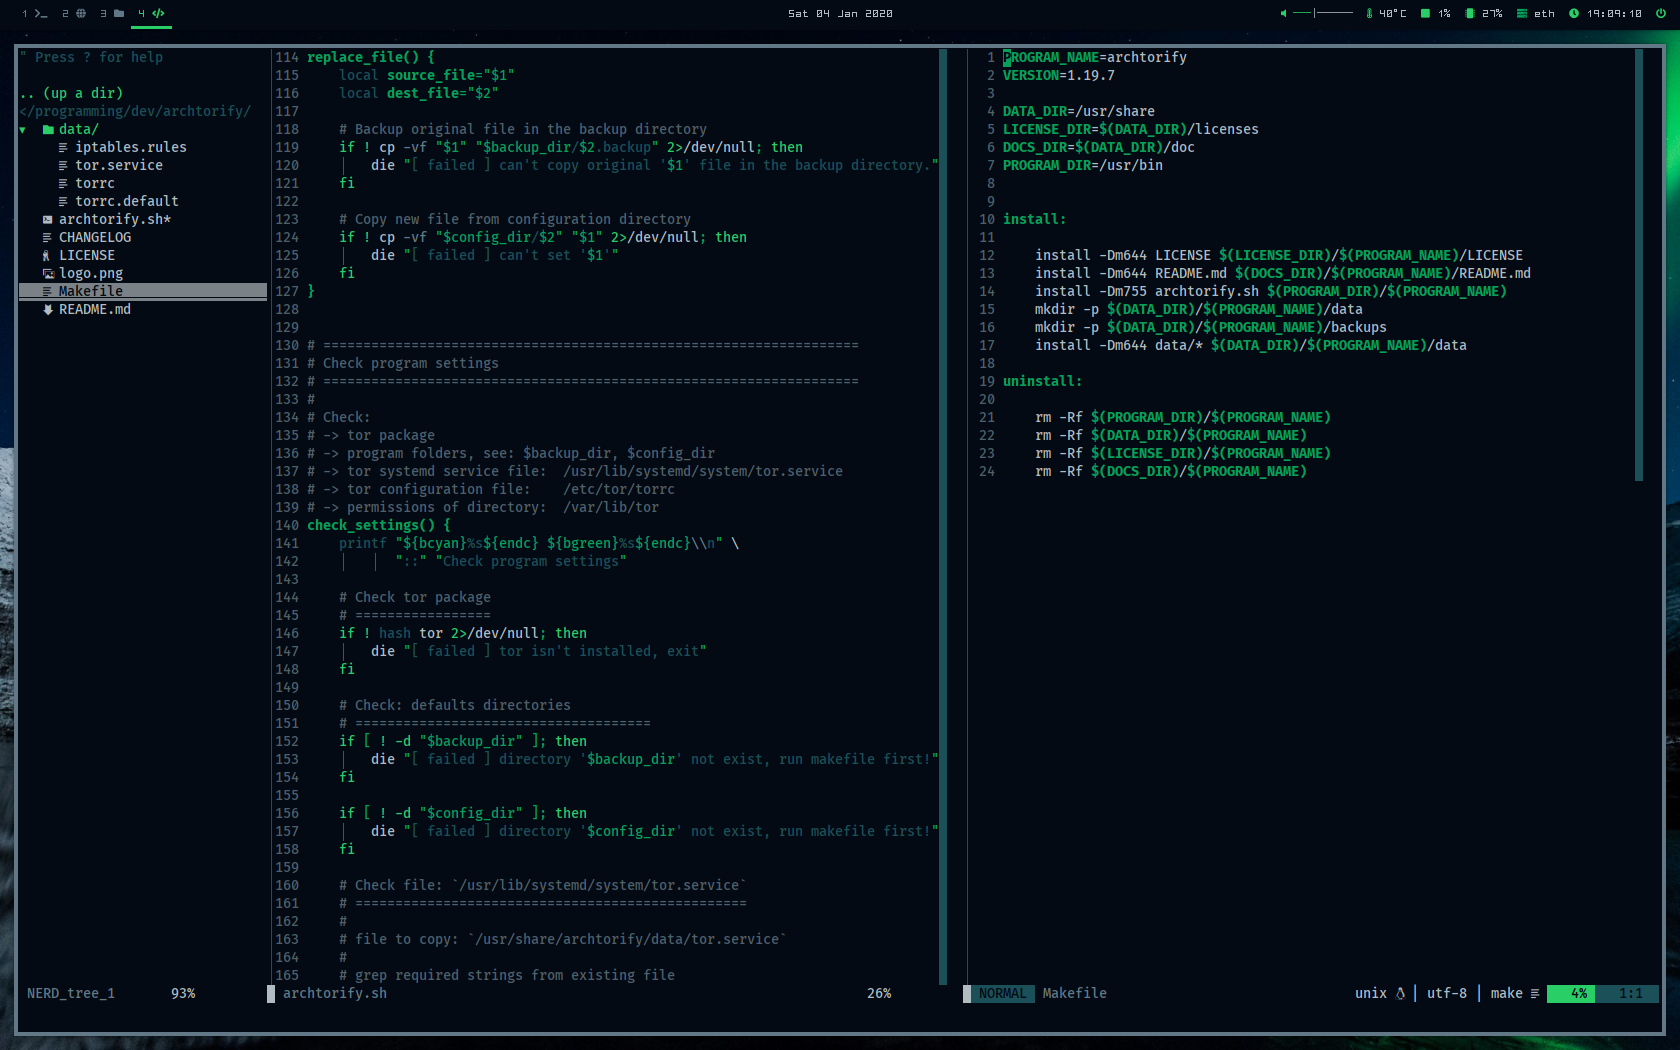 1 2 3 4 </>
Sat 04 Jan 2020
40°C 1% 27% eth 19:09:10
" Press ? for help
.. (up a dir)
</programming/dev/archtorify/
▾ data/
iptables.rules
tor.service
torrc
torrc.default
archtorify.sh*
CHANGELOG
LICENSE
logo.png
Makefile
README.md
NERD_tree_1 93%
114 replace_file() {
115     local source_file="$1"
116     local dest_file="$2"
117
118     # Backup original file in the backup directory
119     if ! cp -vf "$1" "$backup_dir/$2.backup" 2>/dev/null; then
120         die "[ failed ] can't copy original '$1' file in the backup directory."
121     fi
122
123     # Copy new file from configuration directory
124     if ! cp -vf "$config_dir/$2" "$1" 2>/dev/null; then
125         die "[ failed ] can't set '$1'"
126     fi
127 }
128
129
130 # ===================================================================
131 # Check program settings
132 # ===================================================================
133 #
134 # Check:
135 # -> tor package
136 # -> program folders, see: $backup_dir, $config_dir
137 # -> tor systemd service file:  /usr/lib/systemd/system/tor.service
138 # -> tor configuration file:    /etc/tor/torrc
139 # -> permissions of directory:  /var/lib/tor
140 check_settings() {
141     printf "${bcyan}%s${endc} ${bgreen}%s${endc}\\n" \
142            "::" "Check program settings"
143
144     # Check tor package
145     # =================
146     if ! hash tor 2>/dev/null; then
147         die "[ failed ] tor isn't installed, exit"
148     fi
149
150     # Check: defaults directories
151     # =====================================
152     if [ ! -d "$backup_dir" ]; then
153         die "[ failed ] directory '$backup_dir' not exist, run makefile first!"
154     fi
155
156     if [ ! -d "$config_dir" ]; then
157         die "[ failed ] directory '$config_dir' not exist, run makefile first!"
158     fi
159
160     # Check file: `/usr/lib/systemd/system/tor.service`
161     # =================================================
162     #
163     # file to copy: `/usr/share/archtorify/data/tor.service`
164     #
165     # grep required strings from existing file
archtorify.sh 26%
1 PROGRAM_NAME=archtorify
2 VERSION=1.19.7
3
4 DATA_DIR=/usr/share
5 LICENSE_DIR=$(DATA_DIR)/licenses
6 DOCS_DIR=$(DATA_DIR)/doc
7 PROGRAM_DIR=/usr/bin
8
9
10 install:
11
12     install -Dm644 LICENSE $(LICENSE_DIR)/$(PROGRAM_NAME)/LICENSE
13     install -Dm644 README.md $(DOCS_DIR)/$(PROGRAM_NAME)/README.md
14     install -Dm755 archtorify.sh $(PROGRAM_DIR)/$(PROGRAM_NAME)
15     mkdir -p $(DATA_DIR)/$(PROGRAM_NAME)/data
16     mkdir -p $(DATA_DIR)/$(PROGRAM_NAME)/backups
17     install -Dm644 data/* $(DATA_DIR)/$(PROGRAM_NAME)/data
18
19 uninstall:
20
21     rm -Rf $(PROGRAM_DIR)/$(PROGRAM_NAME)
22     rm -Rf $(DATA_DIR)/$(PROGRAM_NAME)
23     rm -Rf $(LICENSE_DIR)/$(PROGRAM_NAME)
24     rm -Rf $(DOCS_DIR)/$(PROGRAM_NAME)
NORMAL Makefile unix | utf-8 | make 4% 1:1